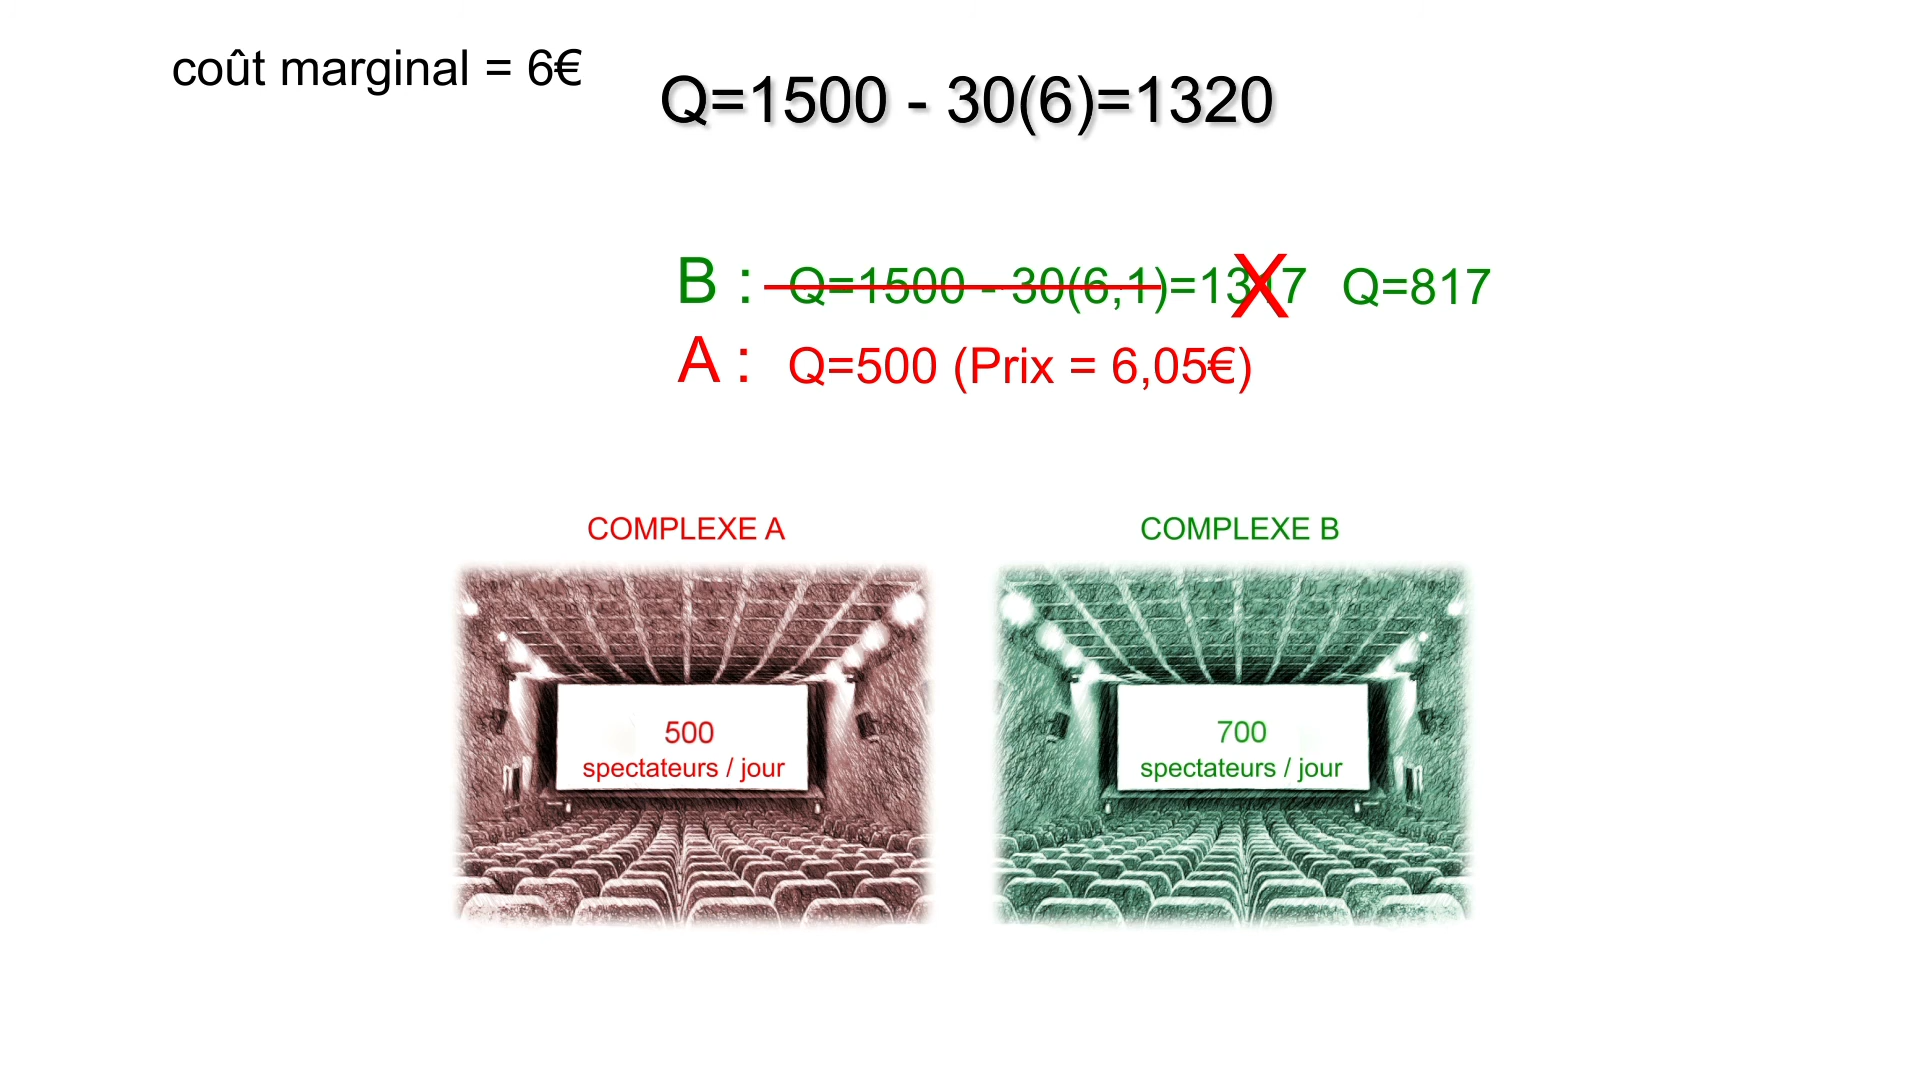 coût marginal = 6€
Q=1500 - 30(6)=1320
B : Q=1500 - 30(6,1)=1317 X Q=817
A : Q=500 (Prix = 6,05€)
COMPLEXE A
COMPLEXE B
500
spectateurs / jour
700
spectateurs / jour